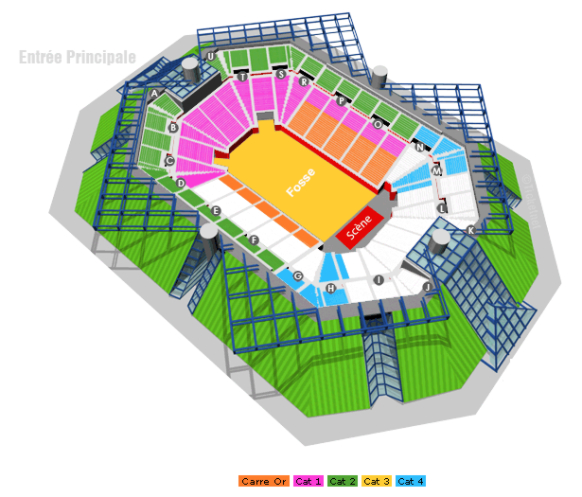 Entrée Principale
U
T
S
R
P
O
N
M
L
K
J
I
H
G
F
E
D
C
B
A
Fosse
Scène
Carre Or Cat 1 Cat 2 Cat 3 Cat 4